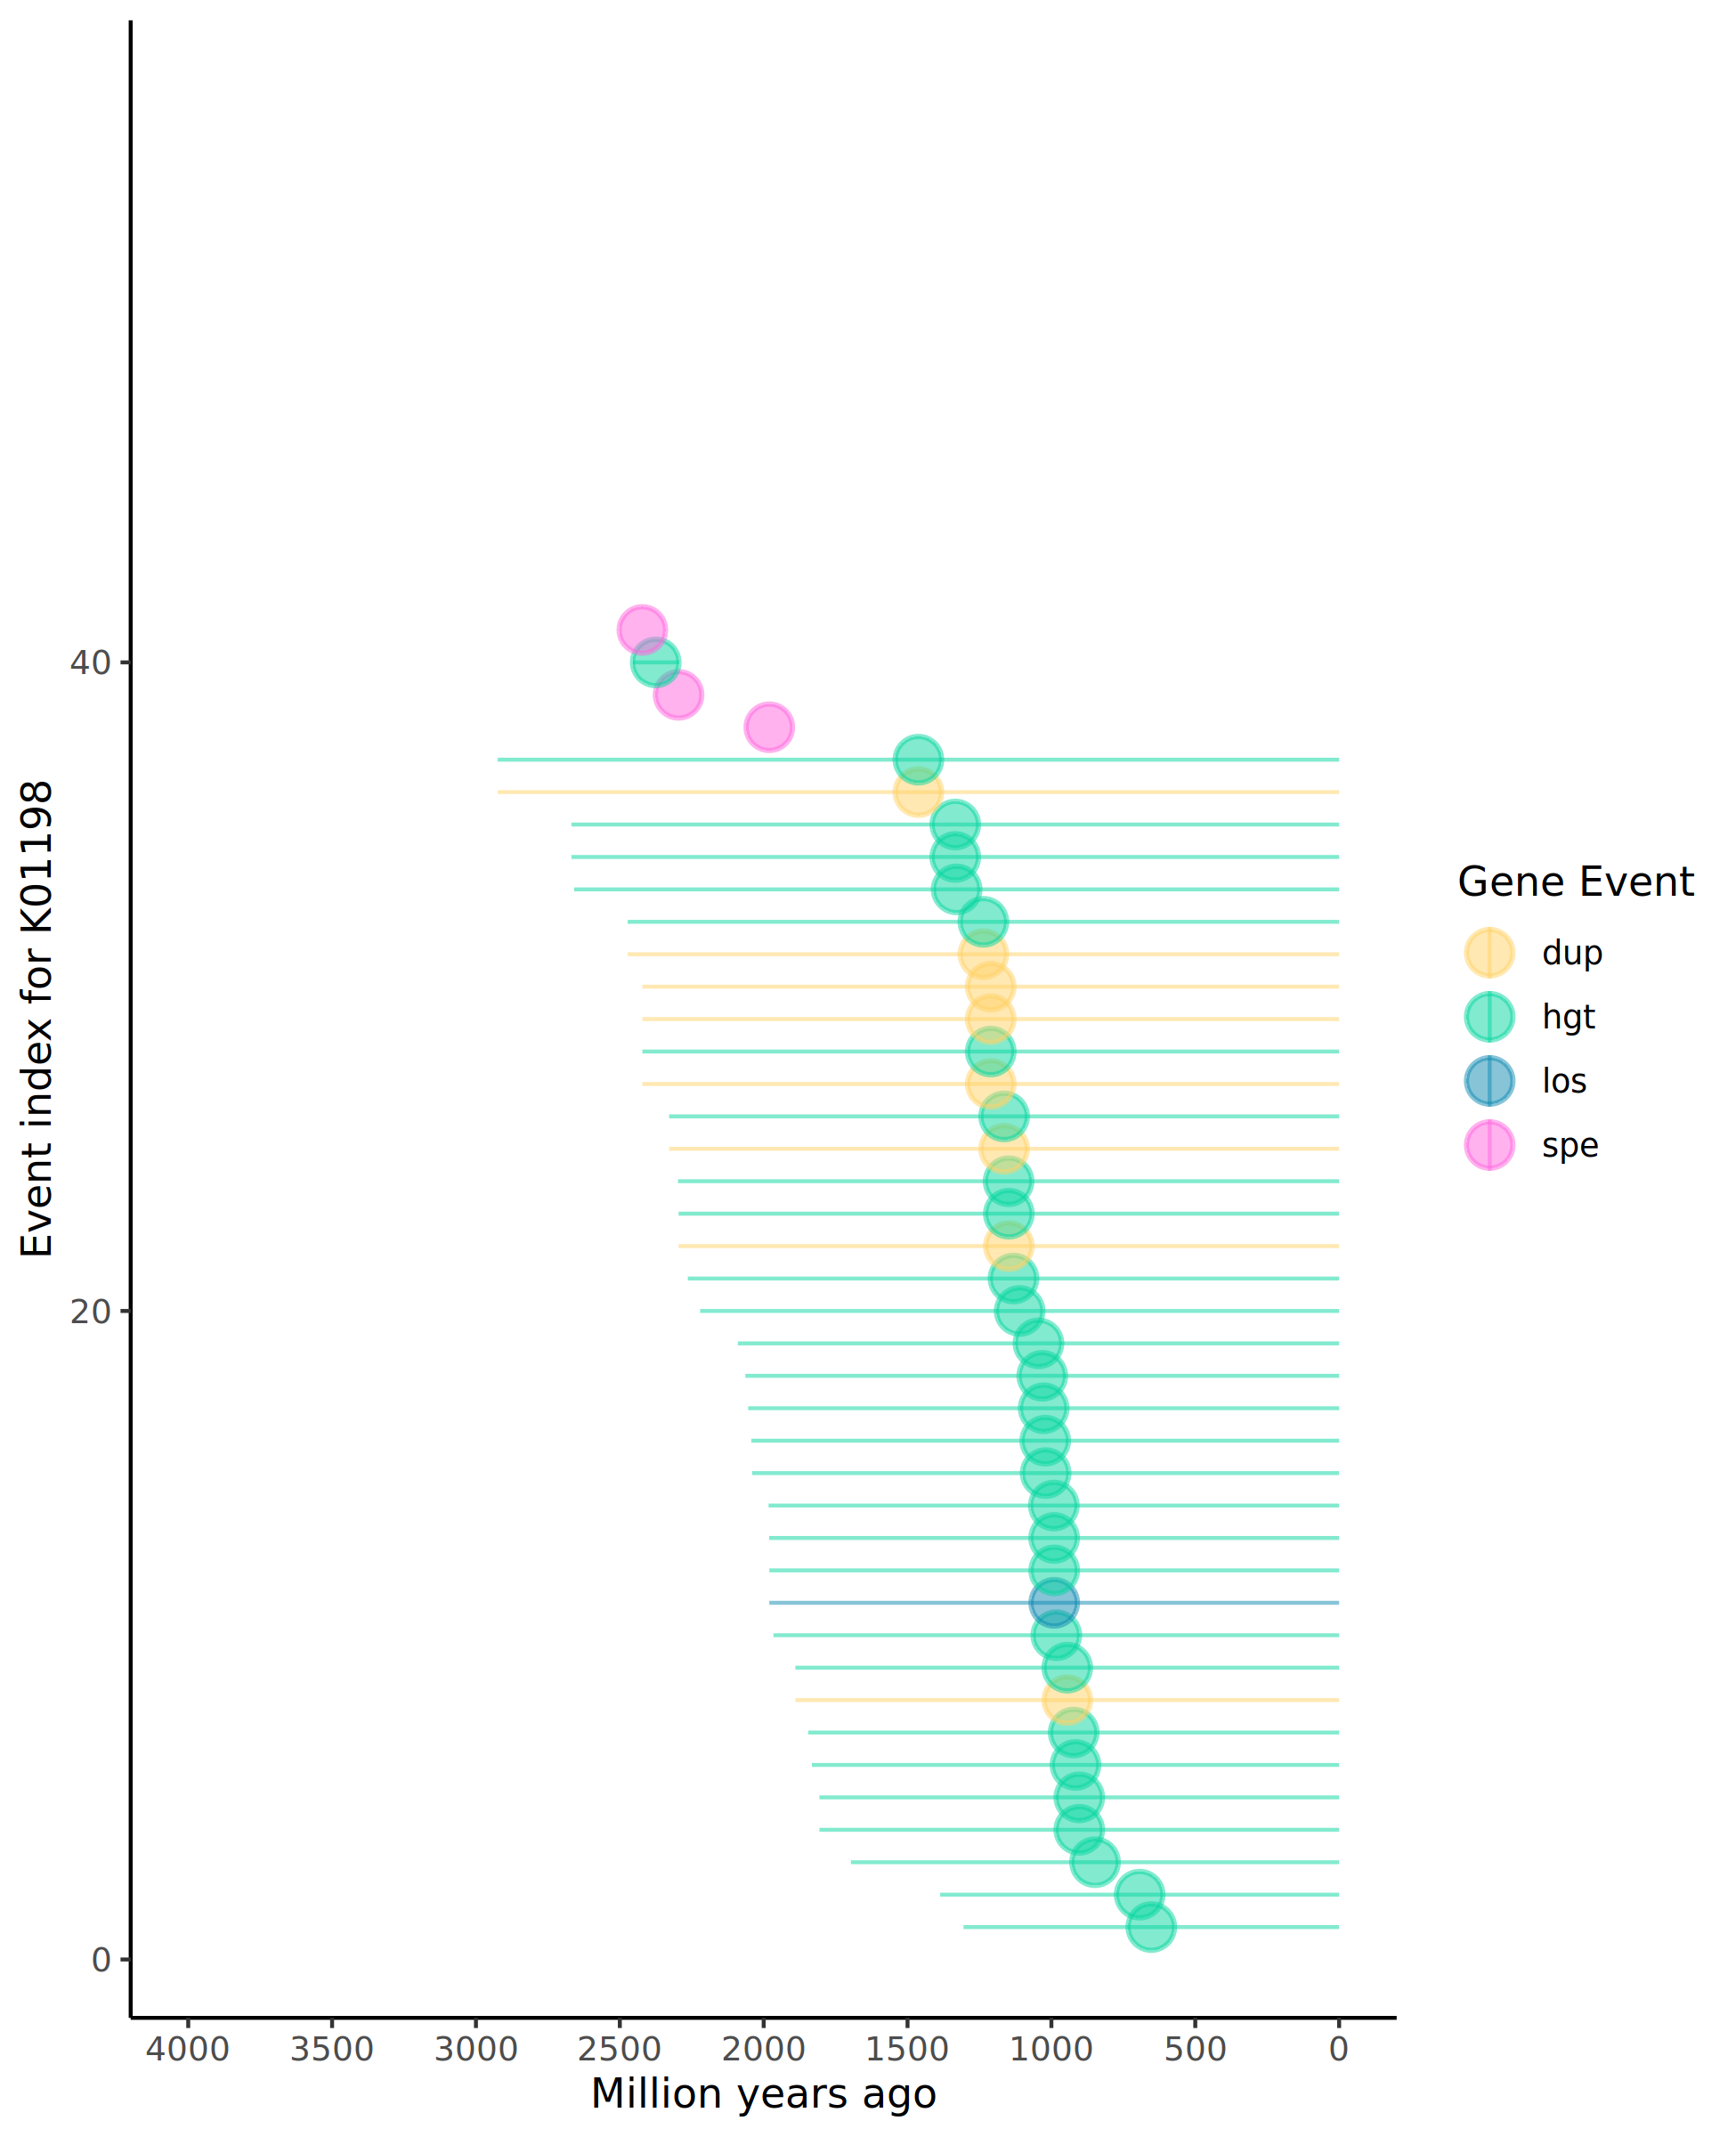 Event index for K01198
40
20
0
4000 3500 3000 2500 2000 1500 1000 500 0
Million years ago
Gene Event
dup
hgt
los
spe